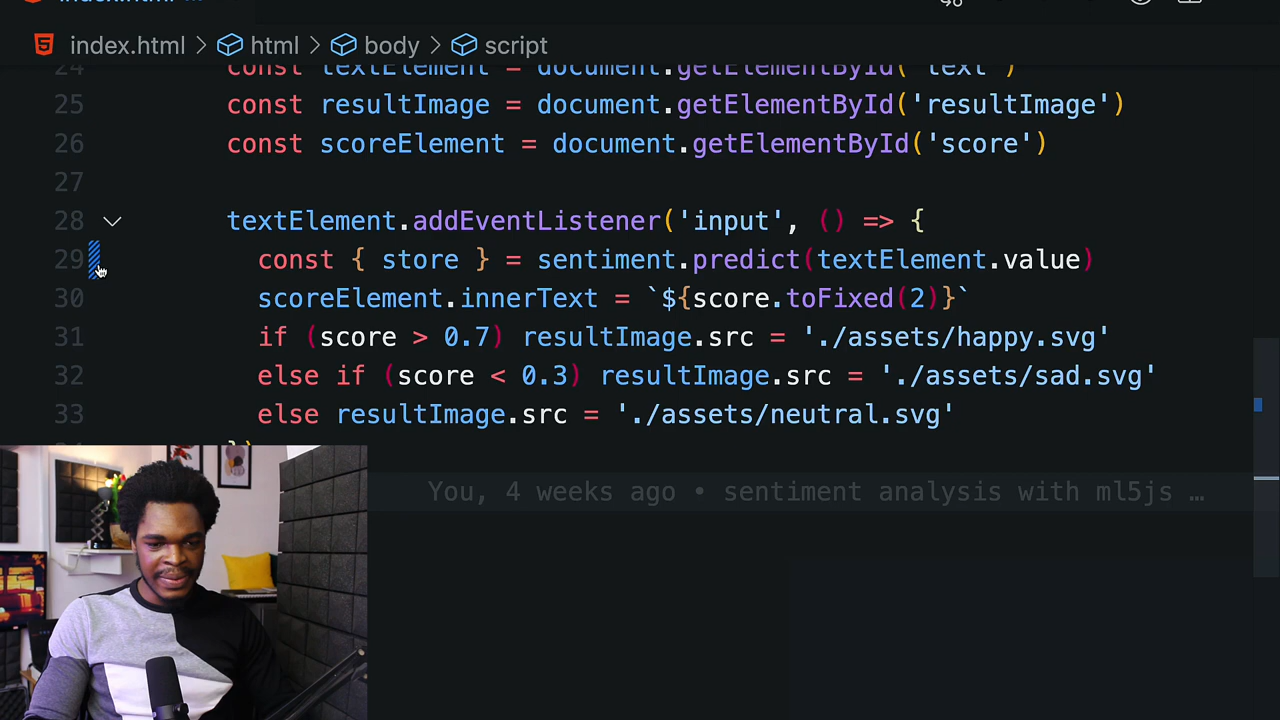 index.html > html > body > script
24 const textElement = document.getElementById('text')
25 const resultImage = document.getElementById('resultImage')
26 const scoreElement = document.getElementById('score')
27
28 textElement.addEventListener('input', () => {
29 const { store } = sentiment.predict(textElement.value)
30 scoreElement.innerText = `${score.toFixed(2)}`
31 if (score > 0.7) resultImage.src = './assets/happy.svg'
32 else if (score < 0.3) resultImage.src = './assets/sad.svg'
33 else resultImage.src = './assets/neutral.svg'
})
You, 4 weeks ago • sentiment analysis with ml5js …